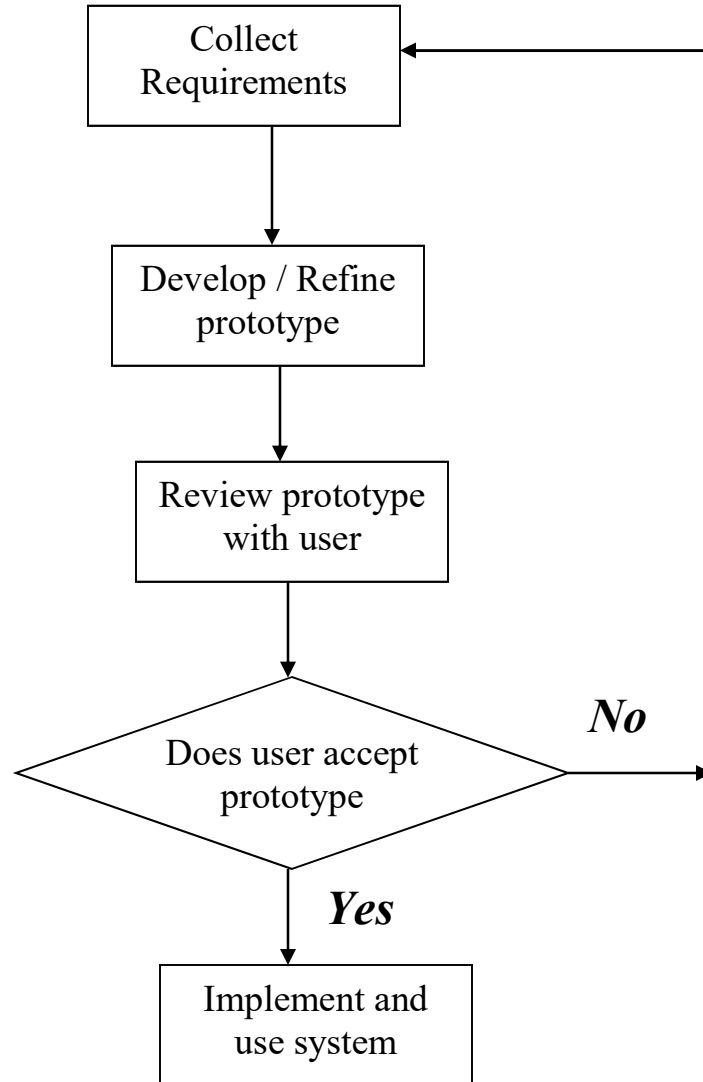 Collect
Requirements
Develop / Refine
prototype
Review prototype
with user
Does user accept
prototype
No
Yes
Implement and
use system